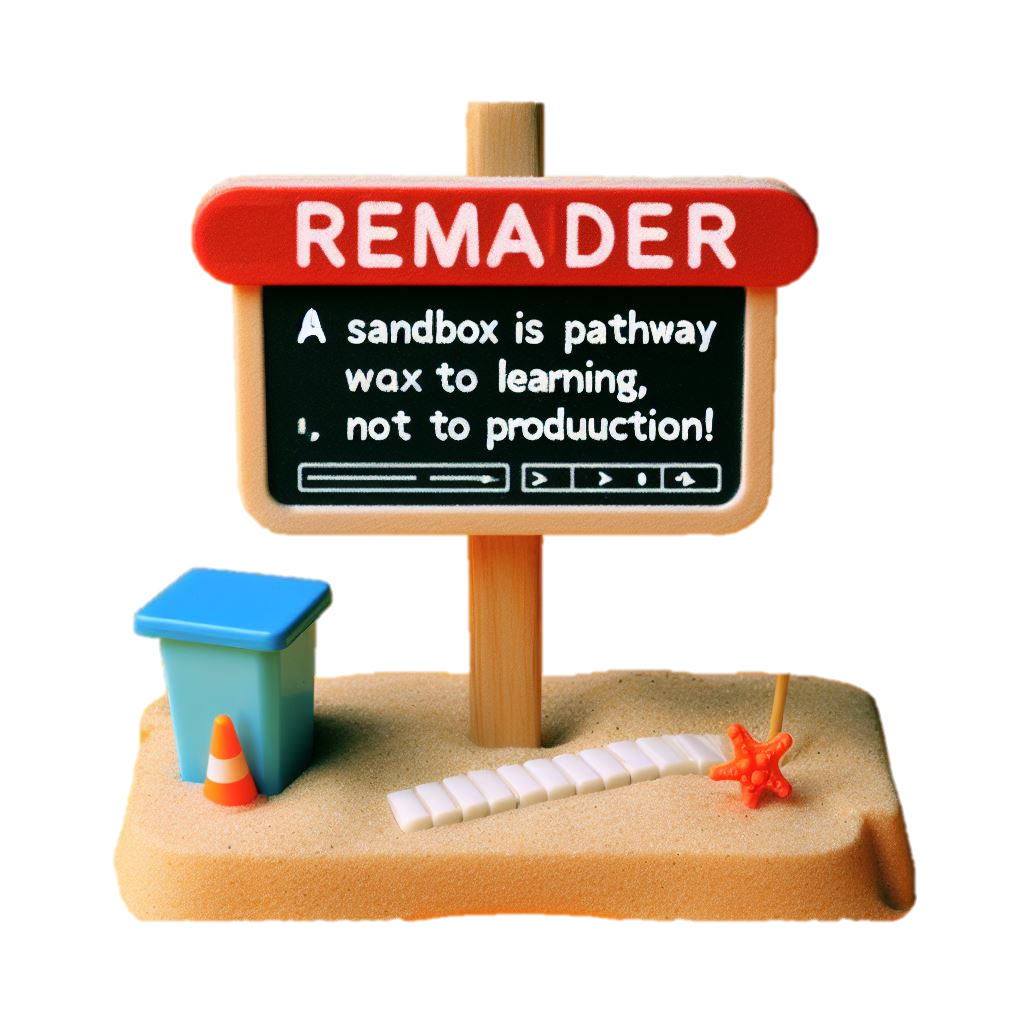 REMADER
A sandbox is pathway
wax to learning,
, not to produuction!